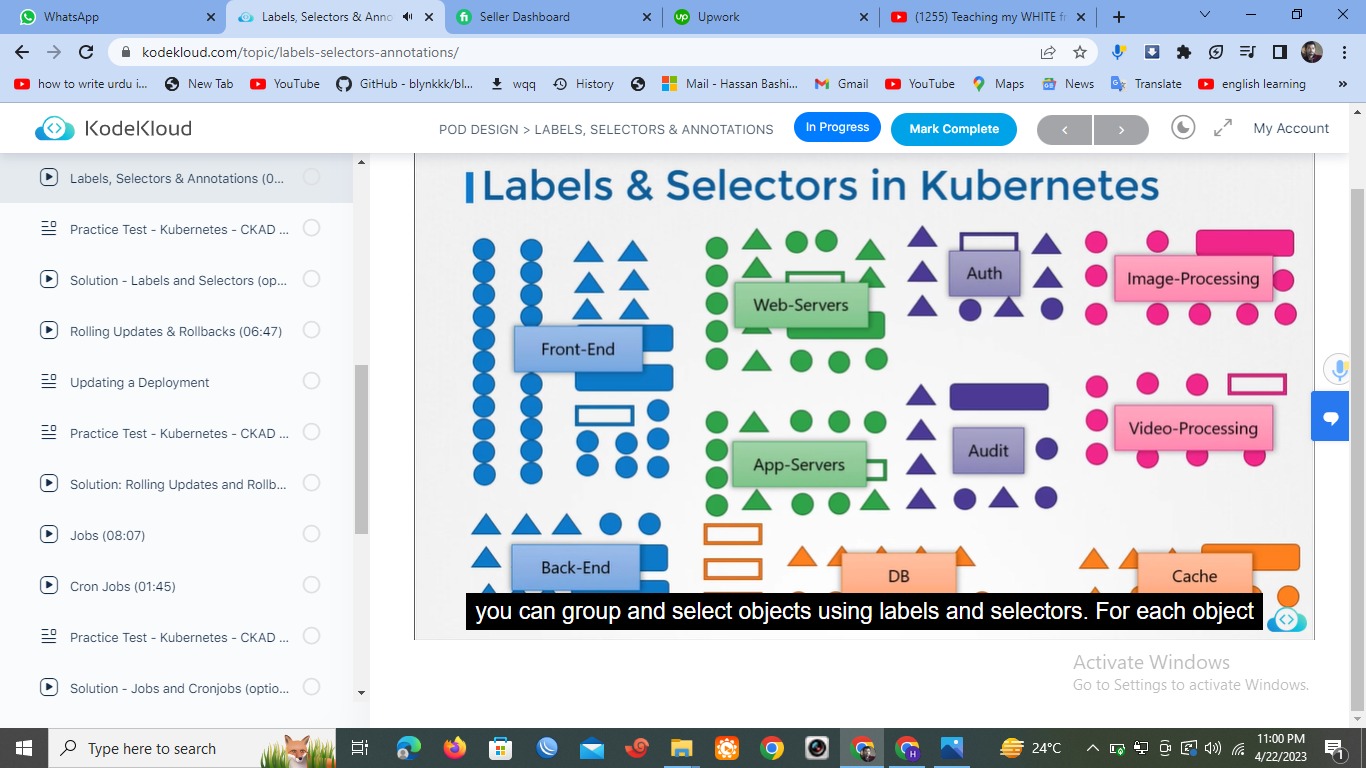 WhatsApp
Labels, Selectors & Anno
Seller Dashboard
Upwork
(1255) Teaching my WHITE fr
kodekloud.com/topic/labels-selectors-annotations/
how to write urdu i...
New Tab
YouTube
GitHub - blynkkk/bl...
wqq
History
Mail - Hassan Bashi...
Gmail
YouTube
Maps
News
Translate
english learning
KodeKloud
POD DESIGN > LABELS, SELECTORS & ANNOTATIONS
In Progress
Mark Complete
My Account
Labels, Selectors & Annotations (0...
Practice Test - Kubernetes - CKAD ...
Solution - Labels and Selectors (op...
Rolling Updates & Rollbacks (06:47)
Updating a Deployment
Practice Test - Kubernetes - CKAD ...
Solution: Rolling Updates and Rollb...
Jobs (08:07)
Cron Jobs (01:45)
Practice Test - Kubernetes - CKAD ...
Solution - Jobs and Cronjobs (optio...
Labels & Selectors in Kubernetes
Front-End
Web-Servers
Auth
Image-Processing
App-Servers
Audit
Video-Processing
Back-End
DB
Cache
you can group and select objects using labels and selectors. For each object
Activate Windows
Go to Settings to activate Windows.
Type here to search
24°C
11:00 PM
4/22/2023
1